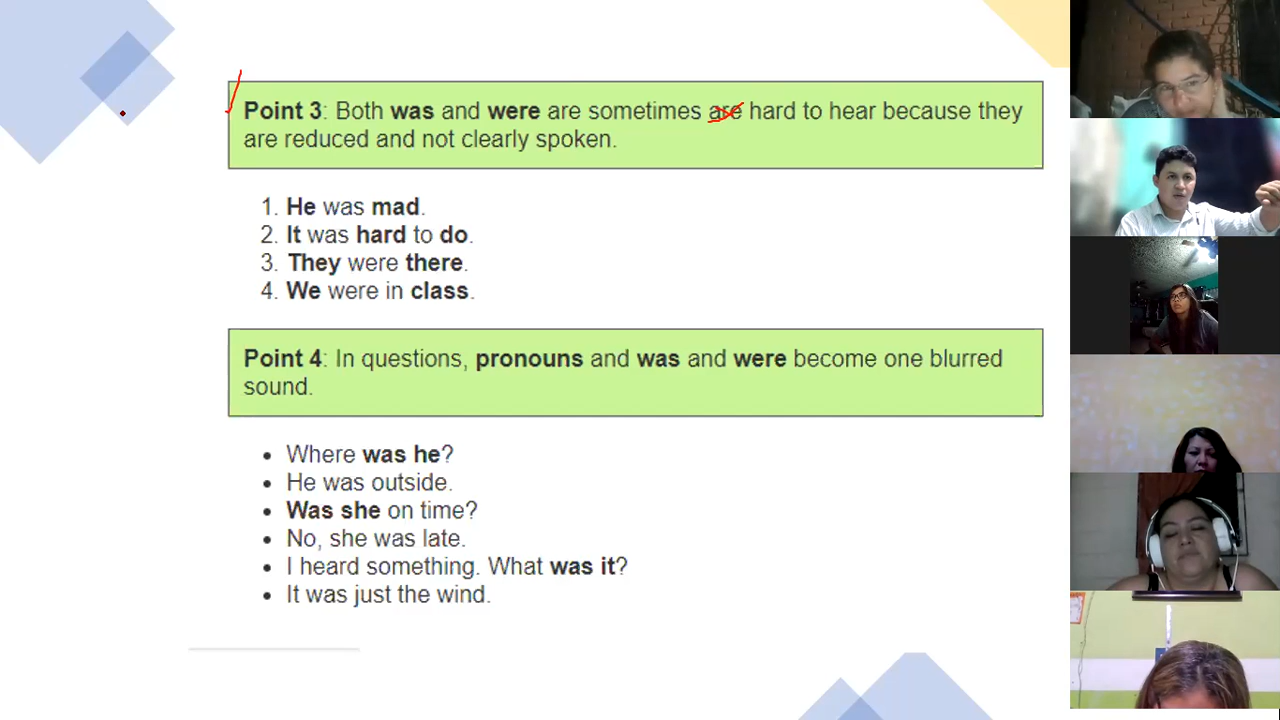 Point 3: Both was and were are sometimes are hard to hear because they
are reduced and not clearly spoken.
1. He was mad.
2. It was hard to do.
3. They were there.
4. We were in class.
Point 4: In questions, pronouns and was and were become one blurred
sound.
• Where was he?
• He was outside.
• Was she on time?
• No, she was late.
• I heard something. What was it?
• It was just the wind.